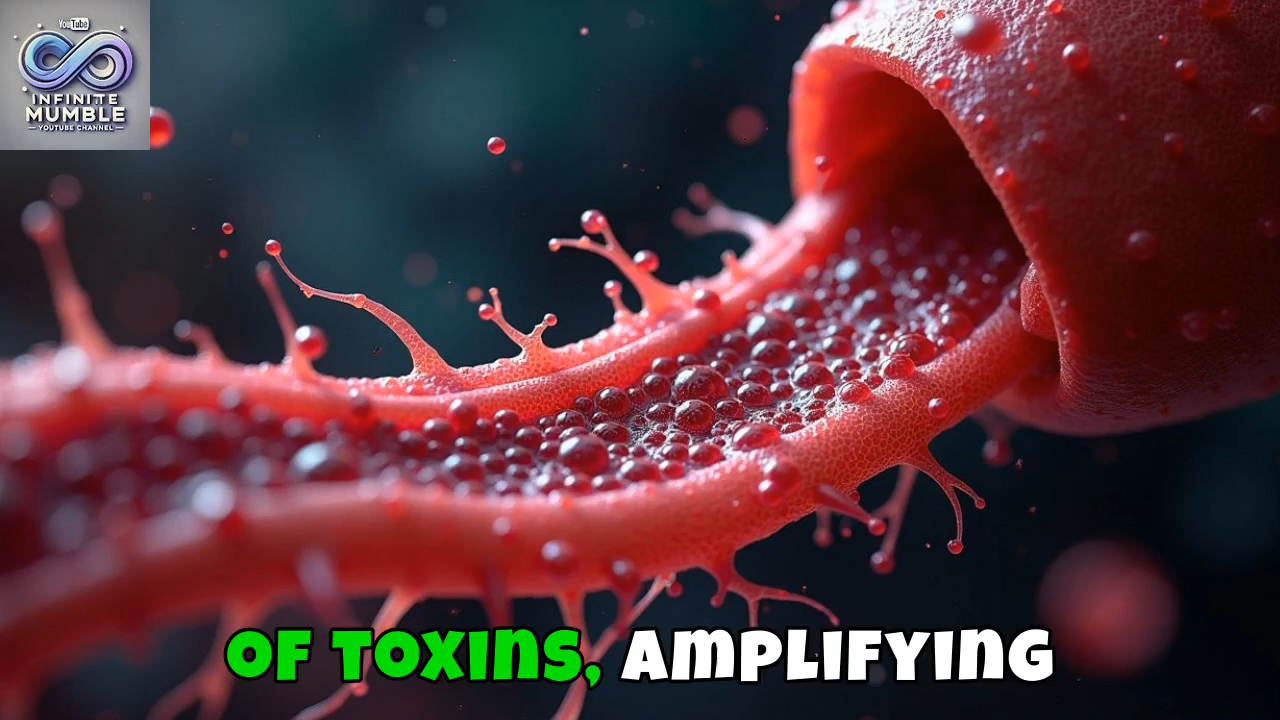 YouTube
INFINITE
MUMBLE
YOUTUBE CHANNEL
OF TOXINS, AMPLIFYING